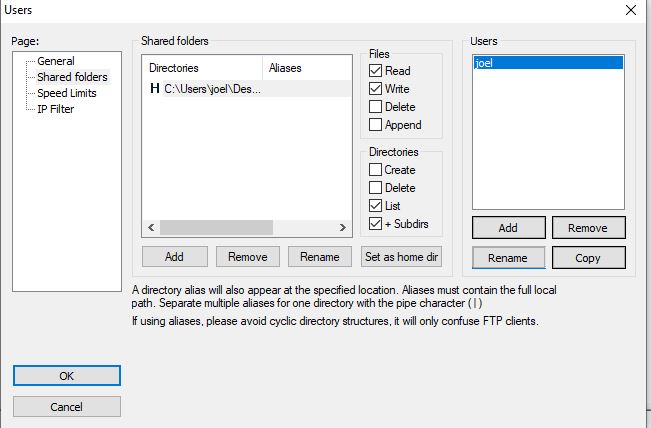 Users
Page:
General
Shared folders
Speed Limits
IP Filter
Shared folders
Directories Aliases
H C:\Users\joel\Des...
Add Remove Rename Set as home dir
Files
Read
Write
Delete
Append
Directories
Create
Delete
List
+ Subdirs
Users
joel
Add Remove
Rename Copy
A directory alias will also appear at the specified location. Aliases must contain the full local
path. Separate multiple aliases for one directory with the pipe character (|)
If using aliases, please avoid cyclic directory structures, it will only confuse FTP clients.
OK
Cancel